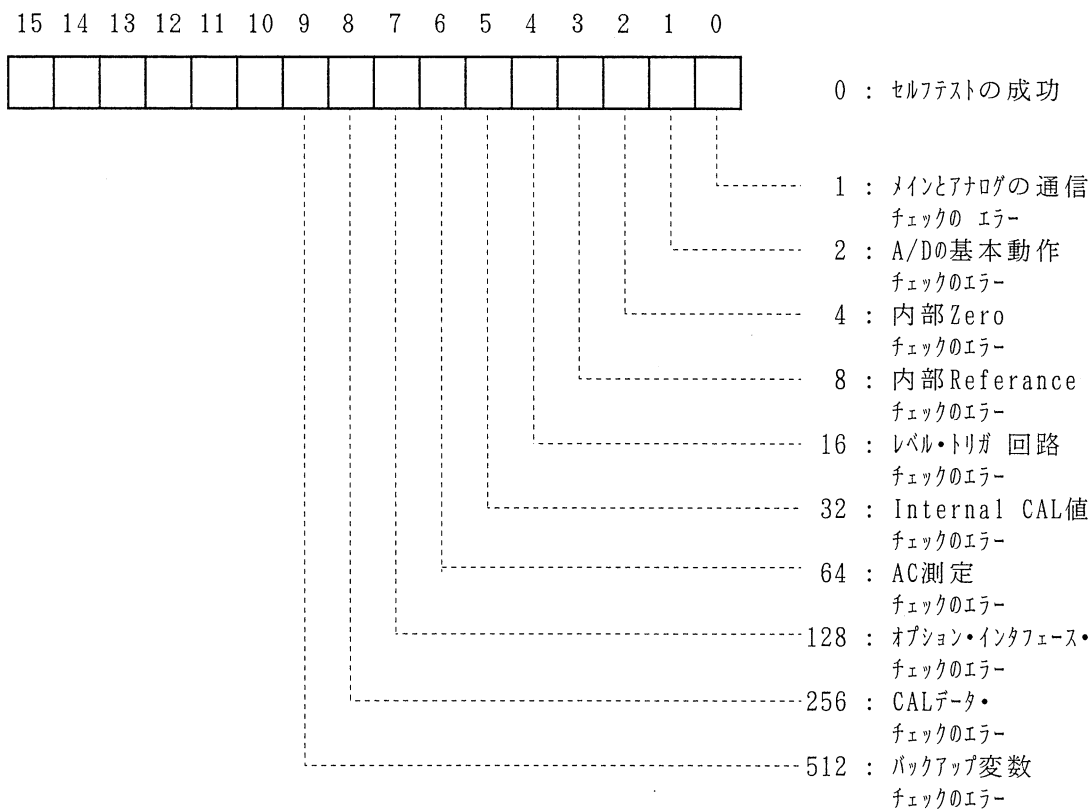 15 14 13 12 11 10 9 8 7 6 5 4 3 2 1 0
0 : セルフテストの成功
1 : メインとアナログの通信
チェックの エラー
2 : A/Dの基本動作
チェックのエラー
4 : 内部Zero
チェックのエラー
8 : 内部Referance
チェックのエラー
16 : レベル・トリガ 回路
チェックのエラー
32 : Internal CAL値
チェックのエラー
64 : AC測定
チェックのエラー
128 : オプション・インタフェース・
チェックのエラー
256 : CALデータ・
チェックのエラー
512 : バックアップ変数
チェックのエラー